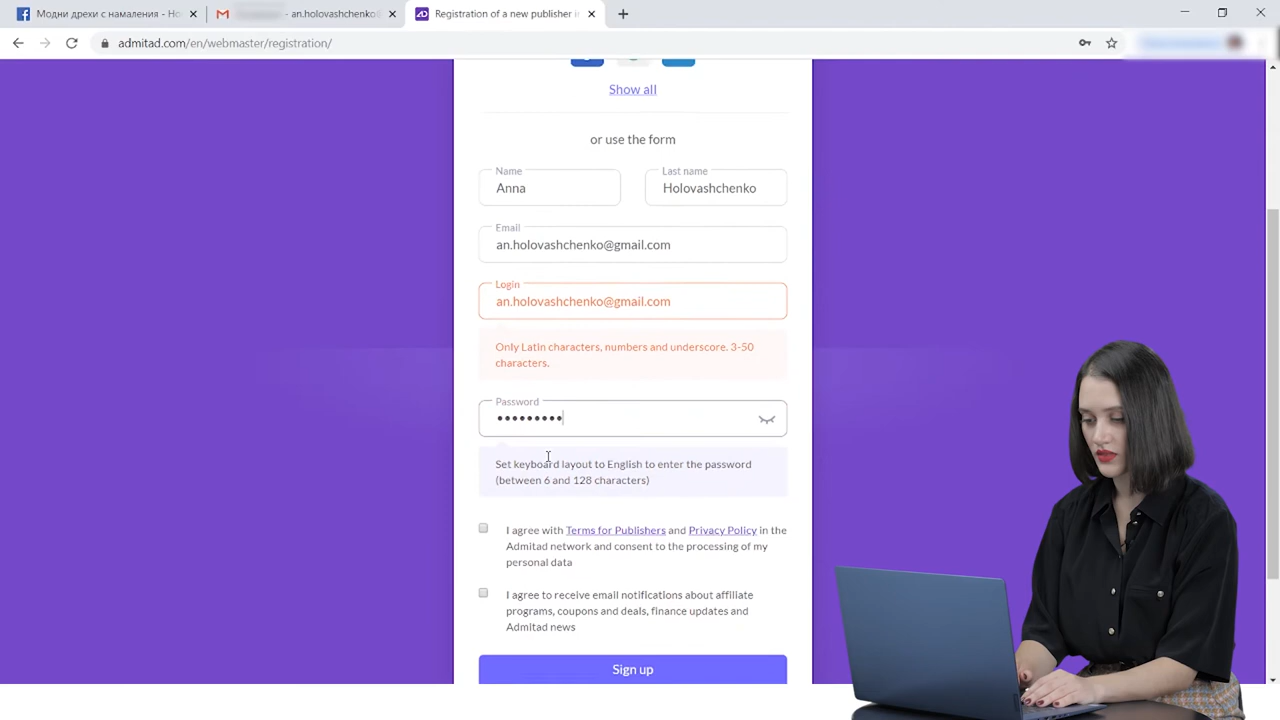 Модни дрехи с намаления - Но
- an.holovashchenko@
Registration of a new publisher i
admitad.com/en/webmaster/registration/
Show all
or use the form
Name
Last name
Anna
Holovashchenko
Email
an.holovashchenko@gmail.com
Login
an.holovashchenko@gmail.com
Only Latin characters, numbers and underscore. 3-50
characters.
Password
•••••••••
Set keyboard layout to English to enter the password
(between 6 and 128 characters)
I agree with Terms for Publishers and Privacy Policy in the
Admitad network and consent to the processing of my
personal data
I agree to receive email notifications about affiliate
programs, coupons and deals, finance updates and
Admitad news
Sign up